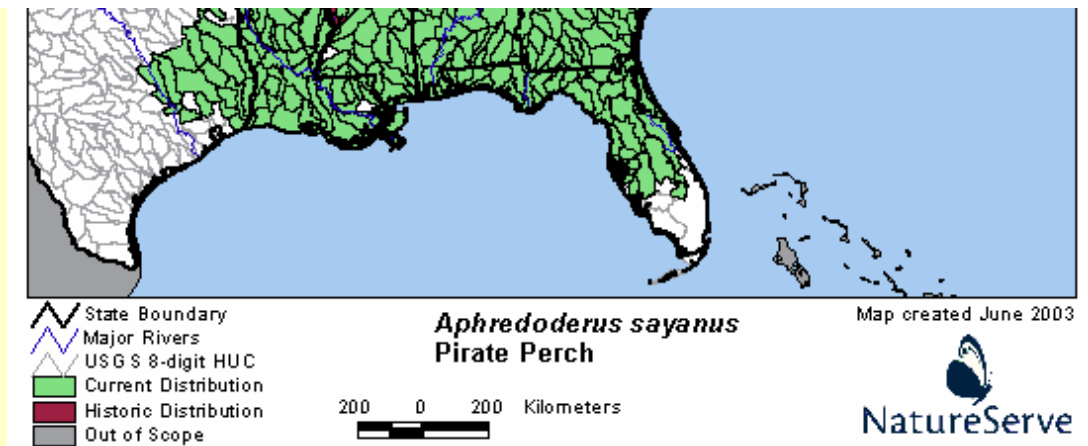 State Boundary
Major Rivers
USGS 8-digit HUC
Current Distribution
Historic Distribution
Out of Scope
Aphredoderus sayanus
Pirate Perch
200 0 200 Kilometers
Map created June 2003
NatureServe